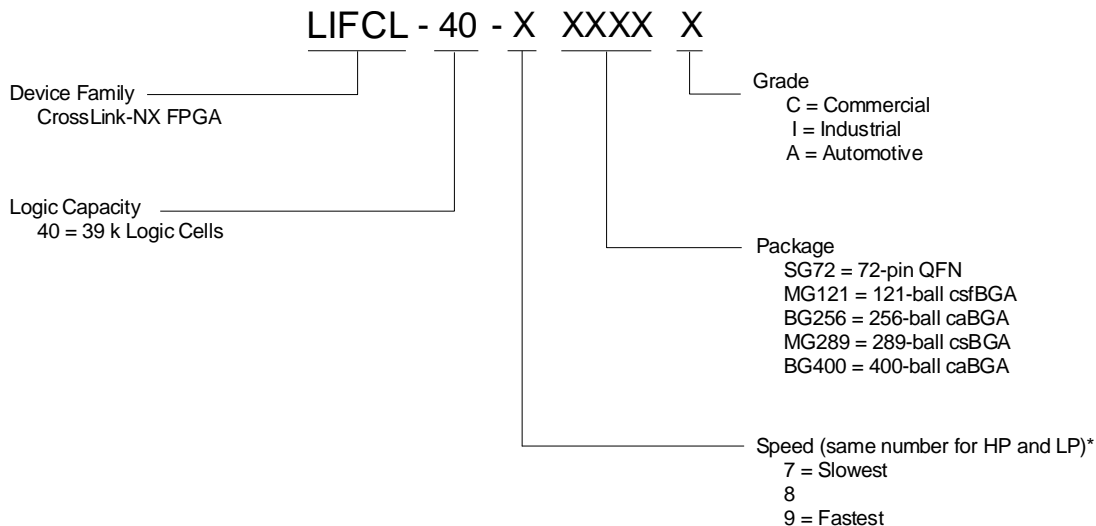 LIFCL - 40 - X XXXX X
Device Family
CrossLink-NX FPGA
Logic Capacity
40 = 39 k Logic Cells
Grade
C = Commercial
I = Industrial
A = Automotive
Package
SG72 = 72-pin QFN
MG121 = 121-ball csfBGA
BG256 = 256-ball caBGA
MG289 = 289-ball csBGA
BG400 = 400-ball caBGA
Speed (same number for HP and LP)*
7 = Slowest
8
9 = Fastest